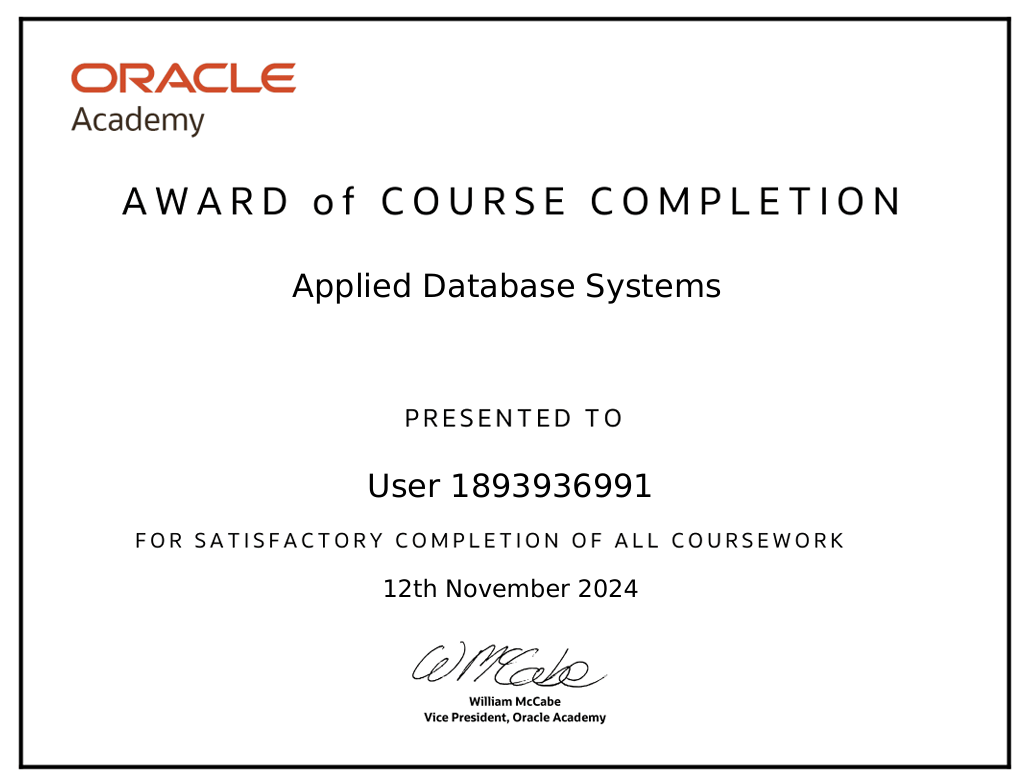 ORACLE
Academy
AWARD of COURSE COMPLETION
Applied Database Systems
PRESENTED TO
User 1893936991
FOR SATISFACTORY COMPLETION OF ALL COURSEWORK
12th November 2024
WMcCabe
William McCabe
Vice President, Oracle Academy